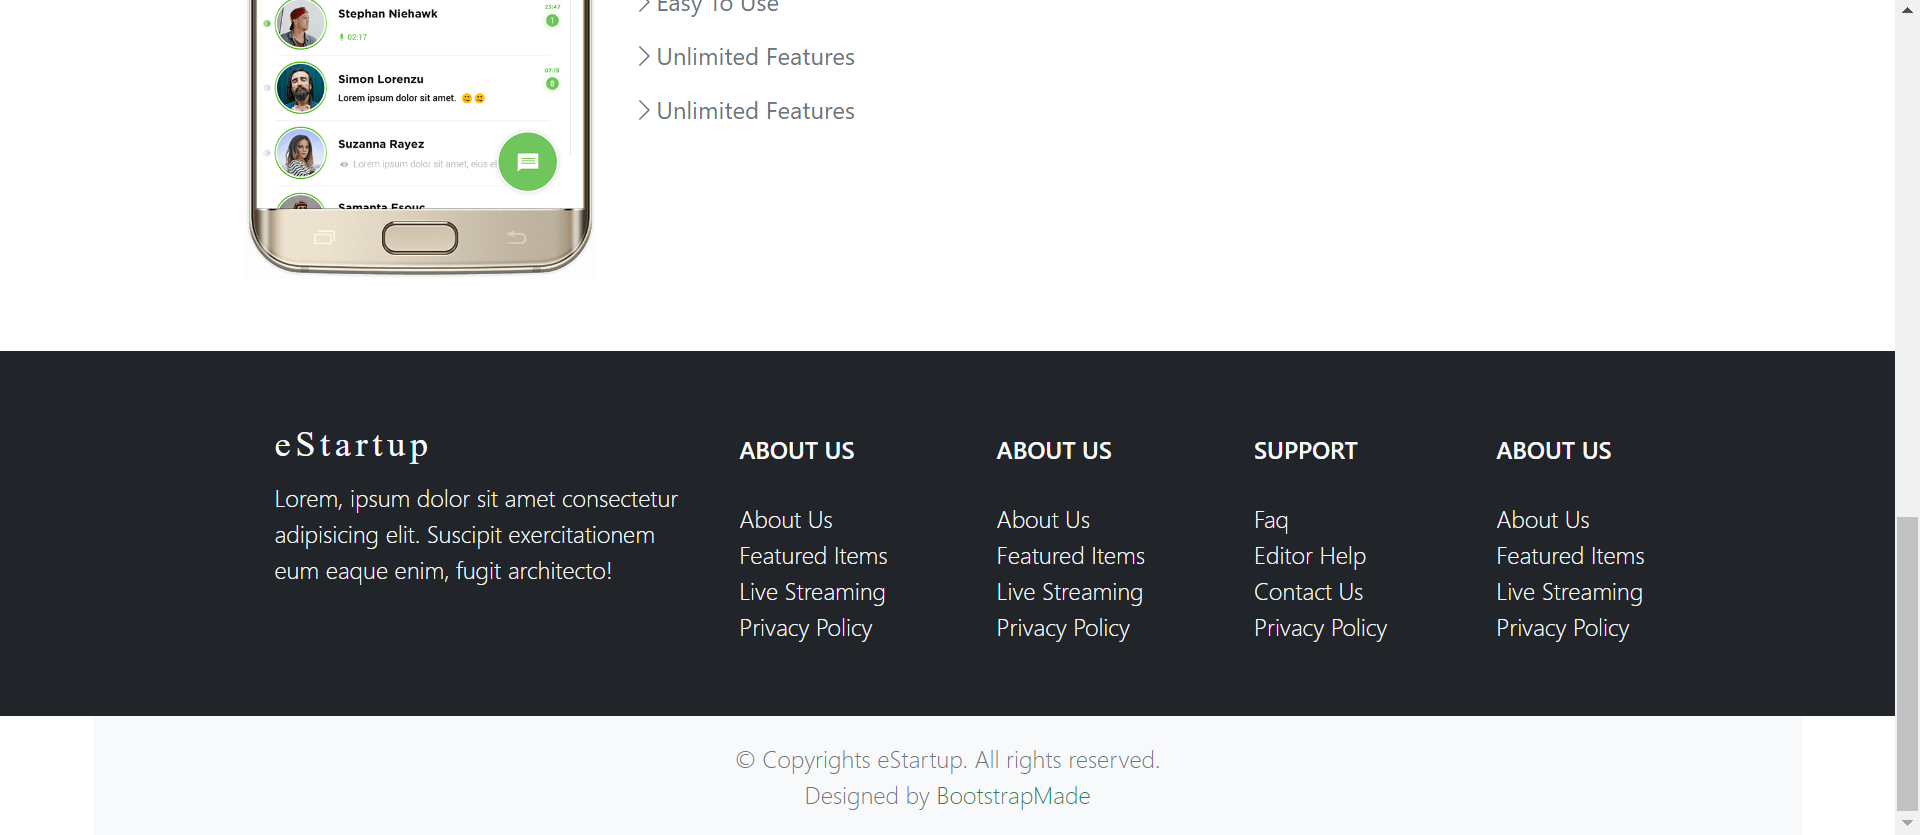 Stephan Niehawk
23:47
1
02:17
Simon Lorenzu
07:15
8
Lorem ipsum dolor sit amet.
Suzanna Rayez
Lorem ipsum dolor sit amet, eius el
Samanta Esouc
Easy To Use
Unlimited Features
Unlimited Features
eStartup
Lorem, ipsum dolor sit amet consectetur
adipisicing elit. Suscipit exercitationem
eum eaque enim, fugit architecto!
ABOUT US
About Us
Featured Items
Live Streaming
Privacy Policy
ABOUT US
About Us
Featured Items
Live Streaming
Privacy Policy
SUPPORT
Faq
Editor Help
Contact Us
Privacy Policy
ABOUT US
About Us
Featured Items
Live Streaming
Privacy Policy
© Copyrights eStartup. All rights reserved.
Designed by BootstrapMade